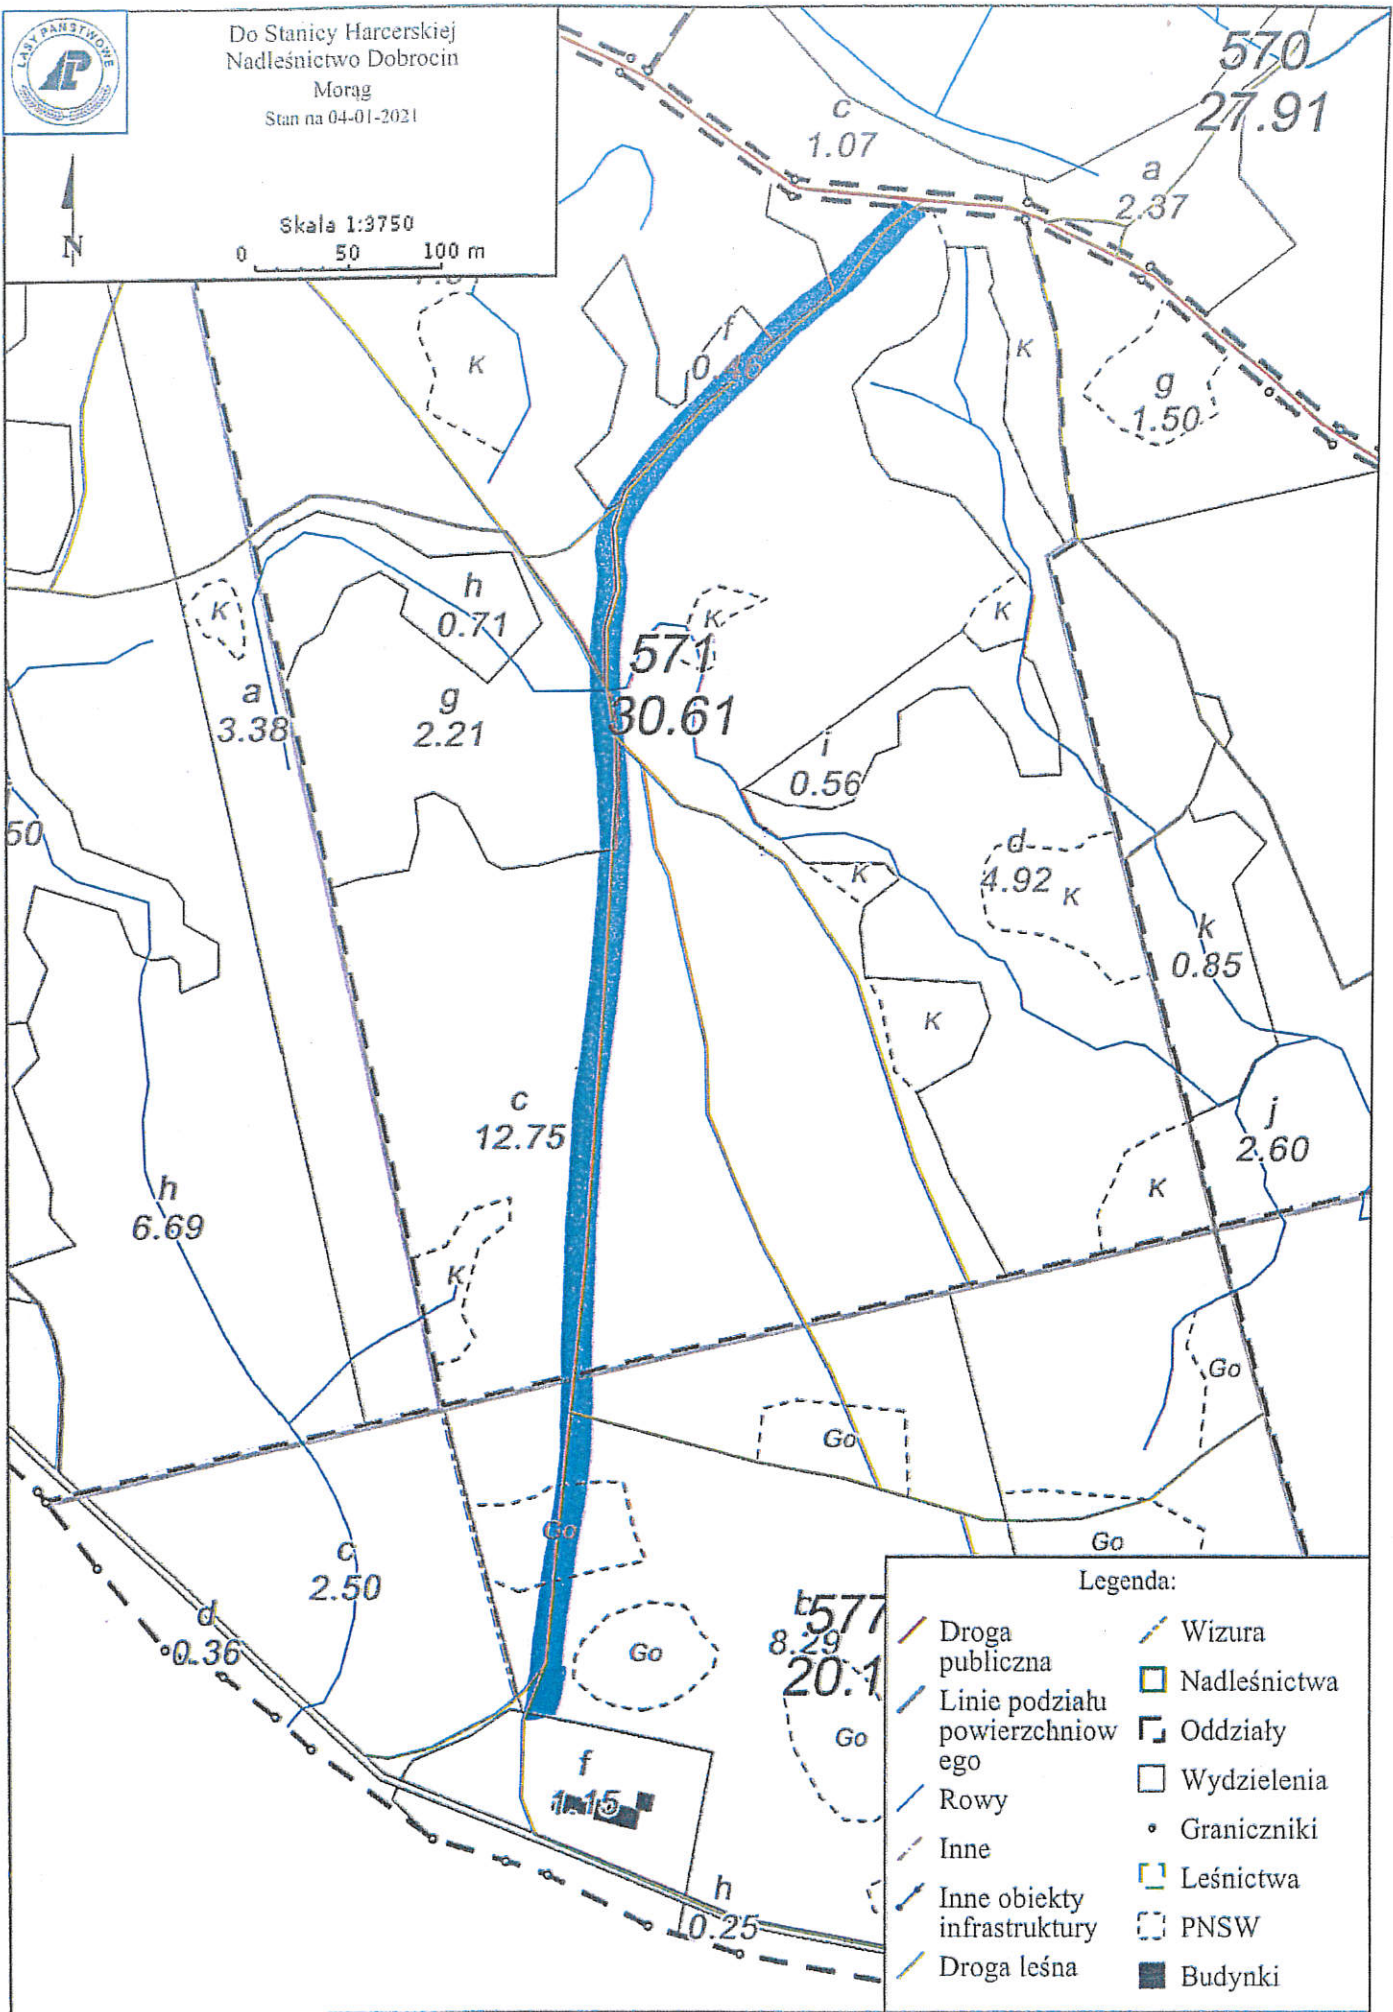 LASY PAŃSTWOWE
Do Stanicy Harcerskiej
Nadleśnictwo Dobrocin
Morąg
Stan na 04-01-2021
N
Skala 1:3750
0 50 100 m
570
27.91
c
1.07
a
2.37
K
f
K
g
1.50
K
h
0.71
K
K
571
30.61
a
3.38
g
2.21
i
0.56
50
d
4.92
K
K
k
0.85
K
c
12.75
j
2.60
h
6.69
K
K
Go
Go
Go
Go
c
2.50
d
0.36
Go
b
577
8.29
20.1
Go
f
1.15
h
0.25
Legenda:
Droga
publiczna
Linie podziału
powierzchniow
ego
Rowy
Inne
Inne obiekty
infrastruktury
Droga leśna
Wizura
Nadleśnictwa
Oddziały
Wydzielenia
Graniczniki
Leśnictwa
PNSW
Budynki